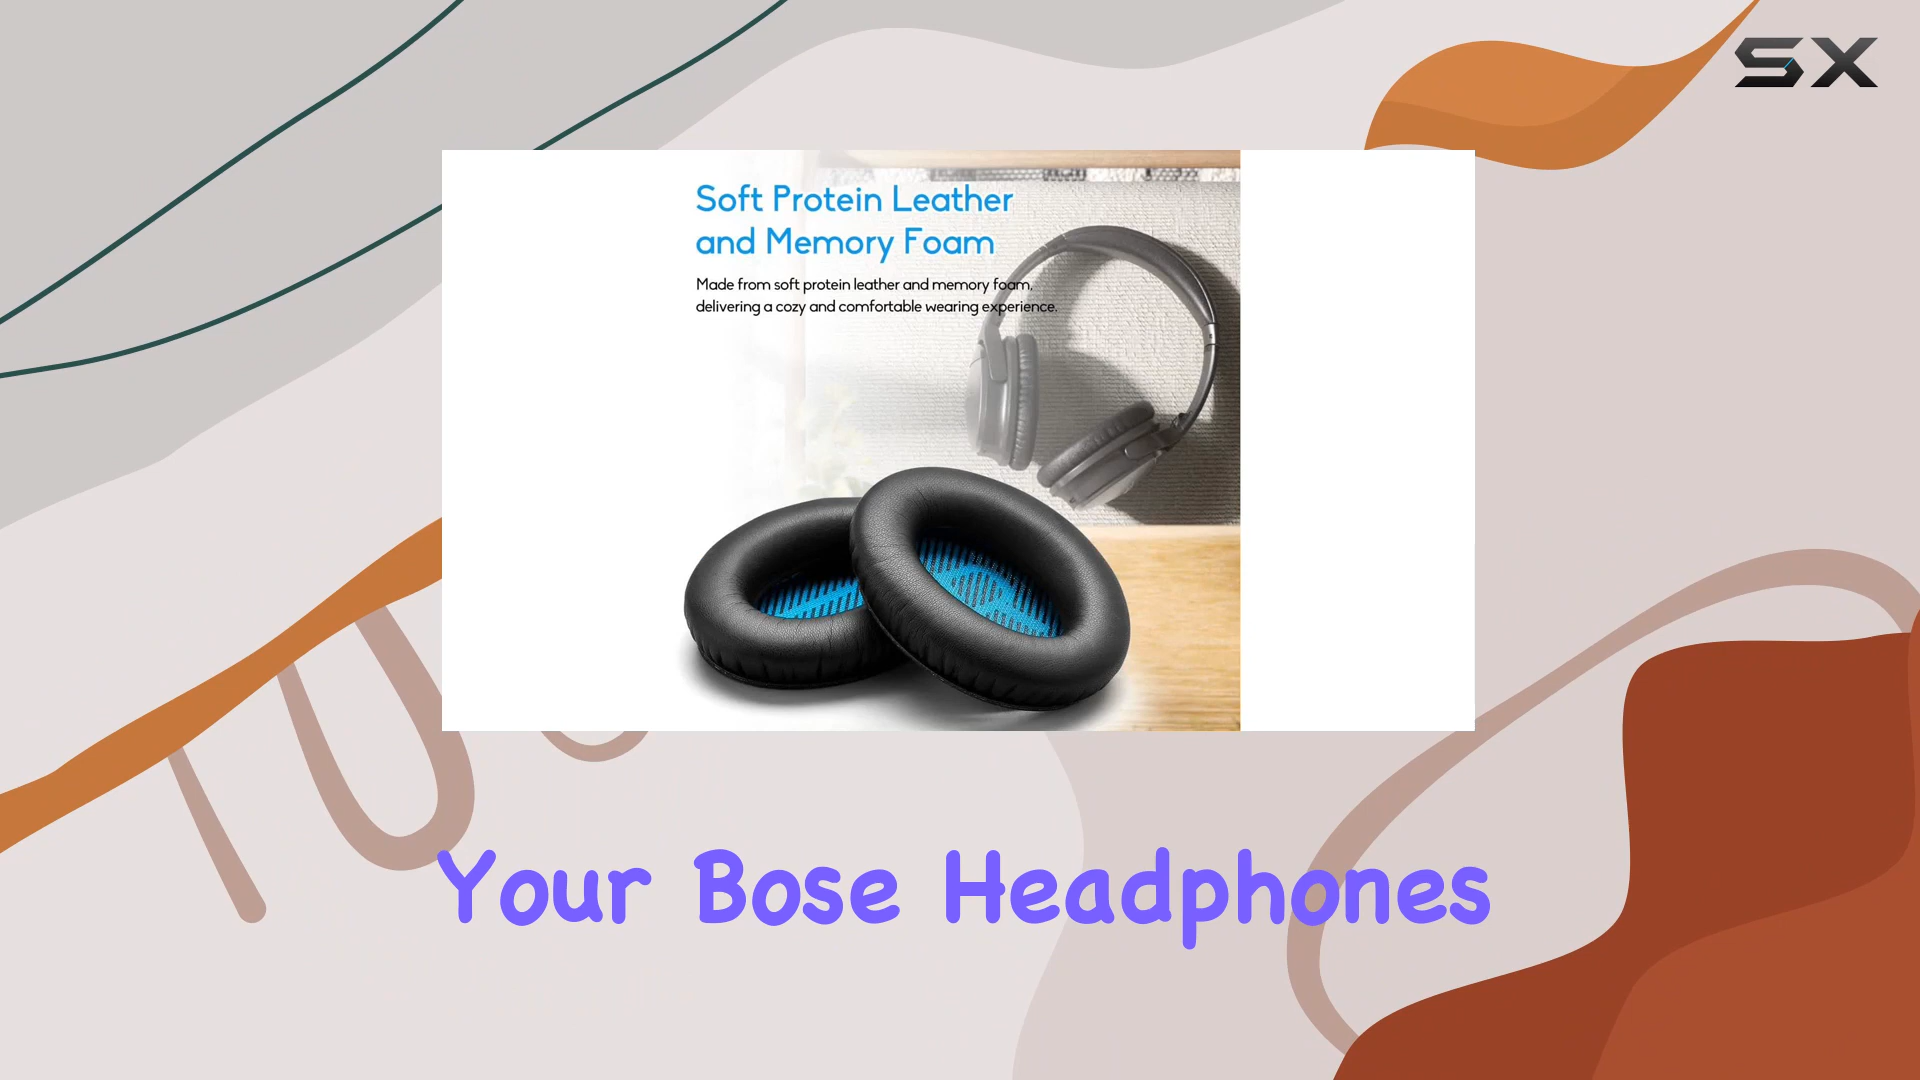 SX
Soft Protein Leather
and Memory Foam
Made from soft protein leather and memory foam,
delivering a cozy and comfortable wearing experience.
Your Bose Headphones